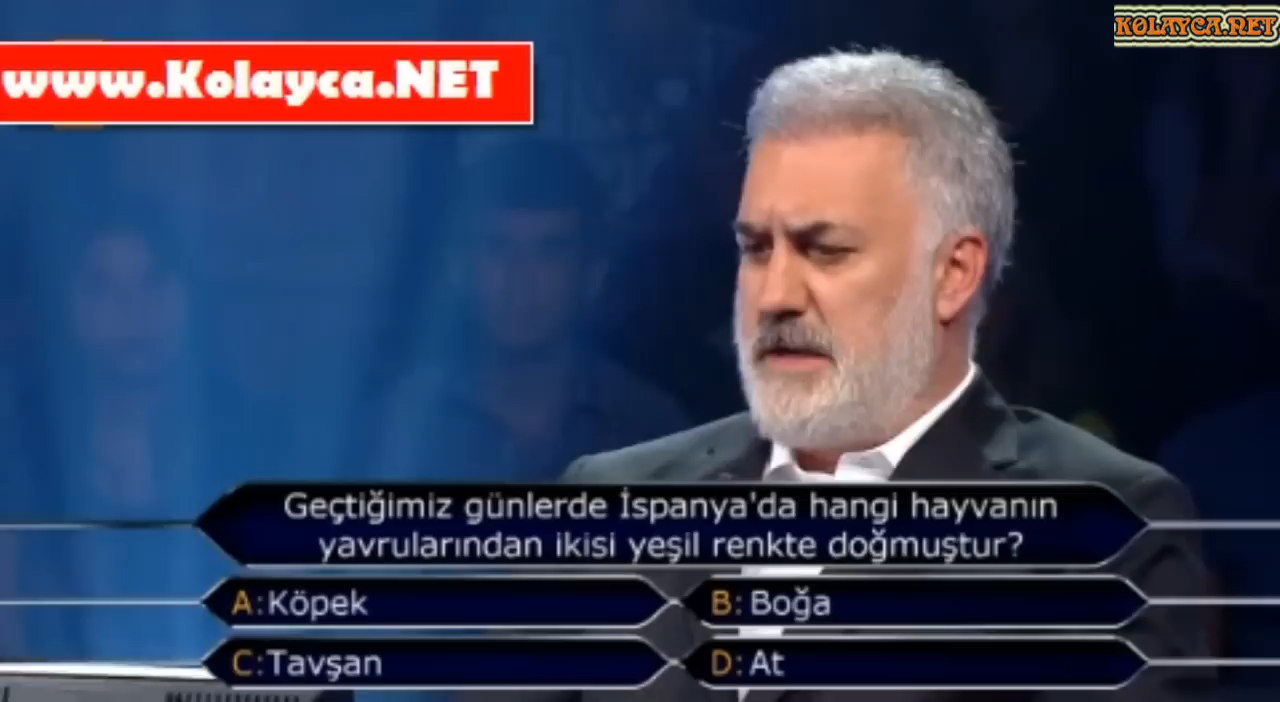 KOLAYCA.NET
www.Kolayca.NET
Geçtiğimiz günlerde İspanya'da hangi hayvanın
yavrularından ikisi yeşil renkte doğmuştur?
A: Köpek
B: Boğa
C: Tavşan
D: At